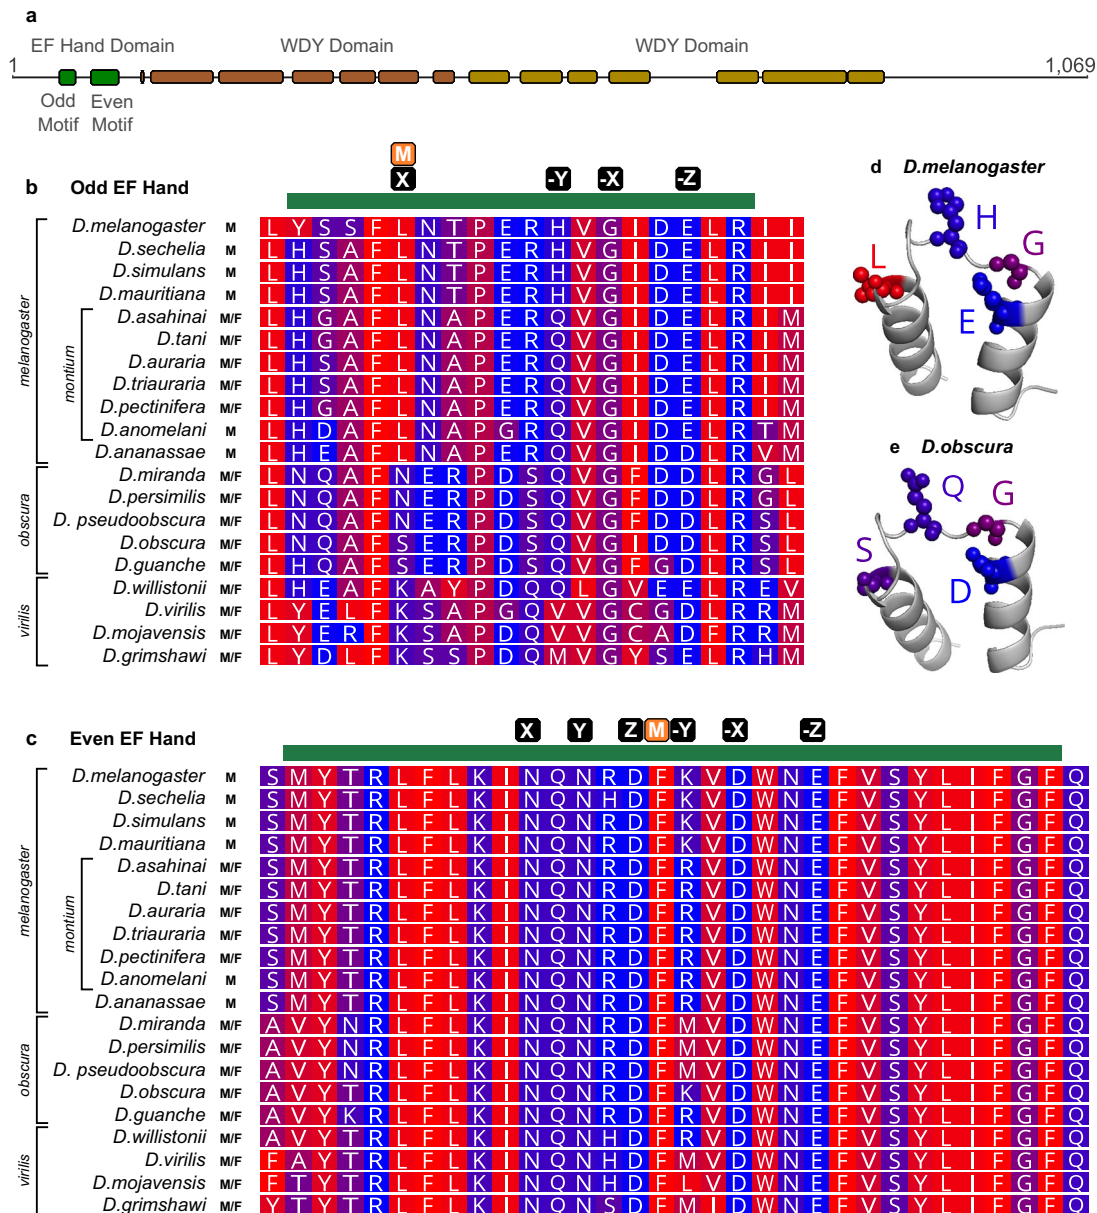 a
EF Hand Domain WDY Domain WDY Domain
1 1,069
Odd Motif Even Motif
M
X -Y -X -Z
b Odd EF Hand
melanogaster
montium
obscura
virilis
D.melanogaster M L Y S S F L N T P E R H V G I D E L R I I
D.sechelia M L H S A F L N T P E R H V G I D E L R I I
D.simulans M L H S A F L N T P E R H V G I D E L R I I
D.mauritiana M L H S A F L N T P E R H V G I D E L R I I
D.asahinai M/F L H G A F L N A P E R Q V G I D E L R I M
D.tani M/F L H G A F L N A P E R Q V G I D E L R I M
D.auraria M/F L H S A F L N A P E R Q V G I D E L R I M
D.triauraria M/F L H S A F L N A P E R Q V G I D E L R I M
D.pectinifera M/F L H G A F L N A P E R Q V G I D E L R I M
D.anomelani M L H D A F L N A P G R Q V G I D E L R T M
D.ananassae M L H E A F L N A P E R Q V G I D E L R V M
D.miranda M/F L N Q A F N E R P D S Q V G F D D L R G L
D.persimilis M/F L N Q A F N E R P D S Q V G F D D L R G L
D. pseudoobscura M/F L N Q A F N E R P D S Q V G F D D L R S L
D.obscura M/F L N Q A F S E R P D S Q V G I D D L R S L
D.guanche M/F L H Q A F S E R P D S Q V G F G D L R S L
D.willistonii M/F L H E A F K A Y P D Q Q L G V E E L R E V
D.virilis M/F L Y E L F K S A P G Q V V G C G D L R R M
D.mojavensis M/F L Y E R F K S A P D Q V V G C A D F R R M
D.grimshawi M/F L Y D L F K S S P D Q M V G Y S E L R H M
d D.melanogaster
H
G
L
E
e D.obscura
Q
G
S
D
X Y Z M -Y -X -Z
c Even EF Hand
melanogaster
montium
obscura
virilis
D.melanogaster M S M Y T R L F L K I N Q N R D F K V D W N E F V S Y L I F G F Q
D.sechelia M S M Y T R L F L K I N Q N H D F K V D W N E F V S Y L I F G F Q
D.simulans M S M Y T R L F L K I N Q N R D F K V D W N E F V S Y L I F G F Q
D.mauritiana M S M Y T R L F L K I N Q N R D F K V D W N E F V S Y L I F G F Q
D.asahinai M/F S M Y T R L F L K I N Q N R D F R V D W N E F V S Y L I F G F Q
D.tani M/F S M Y T R L F L K I N Q N R D F R V D W N E F V S Y L I F G F Q
D.auraria M/F S M Y T R L F L K I N Q N R D F R V D W N E F V S Y L I F G F Q
D.triauraria M/F S M Y T R L F L K I N Q N R D F R V D W N E F V S Y L I F G F Q
D.pectinifera M/F S M Y T R L F L K I N Q N R D F R V D W N E F V S Y L I F G F Q
D.anomelani M S M Y T R L F L K I N Q N R D F R V D W N E F V S Y L I F G F Q
D.ananassae M S M Y T R L F L K I N Q N R D F R V D W N E F V S Y L I F G F Q
D.miranda M/F A V Y N R L F L K I N Q N R D F M V D W N E F V S Y L I F G F Q
D.persimilis M/F A V Y N R L F L K I N Q N R D F M V D W N E F V S Y L I F G F Q
D. pseudoobscura M/F A V Y N R L F L K I N Q N R D F M V D W N E F V S Y L I F G F Q
D.obscura M/F A V Y T R L F L K I N Q N R D F K V D W N E F V S Y L I F G F Q
D.guanche M/F A V Y K R L F L K I N Q N R D F R V D W N E F V S Y L I F G F Q
D.willistonii M/F A V Y T R L F L K I N Q N H D F R V D W N E F V S Y L I F G F Q
D.virilis M/F F A Y T R L F L K I N Q N H D F M V D W N E F V S Y L I F G F Q
D.mojavensis M/F F T Y T R L F L K I N Q N H D F L V D W N E F V S Y L I F G F Q
D.grimshawi M/F Y T Y T R L F L K I N Q N S D F M I D W N E F V S Y L I F G F Q